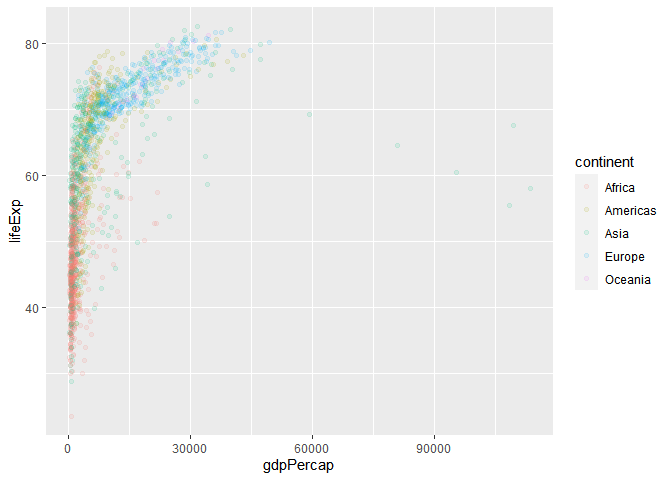 80
60
40
lifeExp
0
30000
60000
90000
gdpPercap
continent
Africa
Americas
Asia
Europe
Oceania